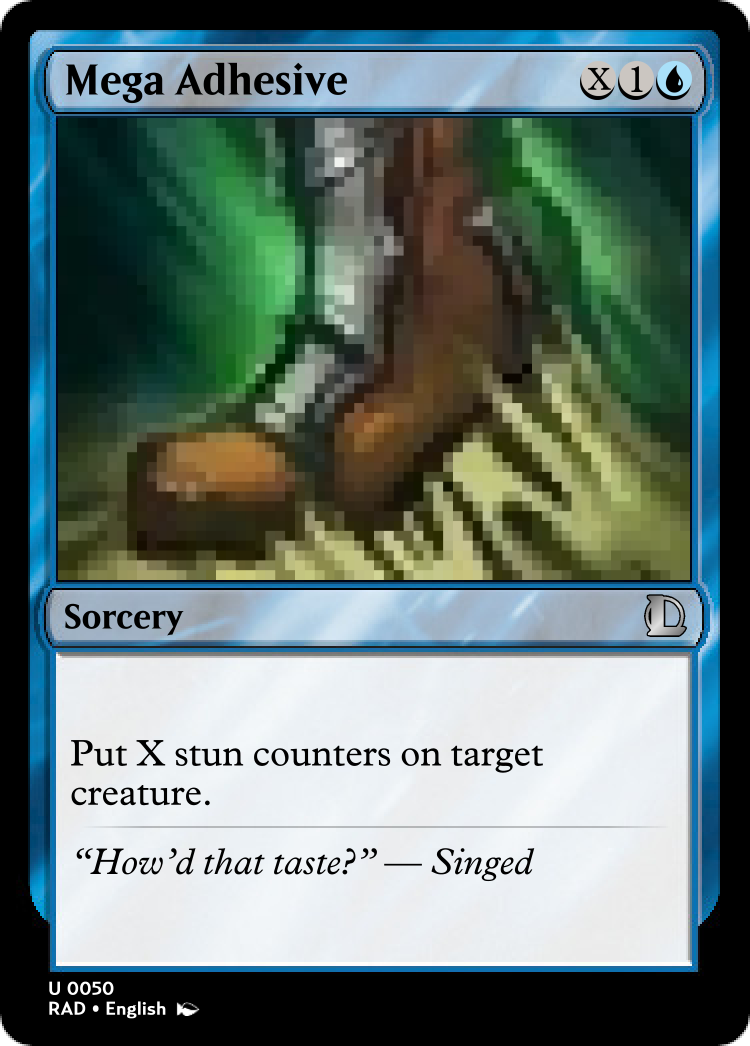 Mega Adhesive X1
Sorcery
Put X stun counters on target
creature.
“How’d that taste?” — Singed
U 0050
RAD • English